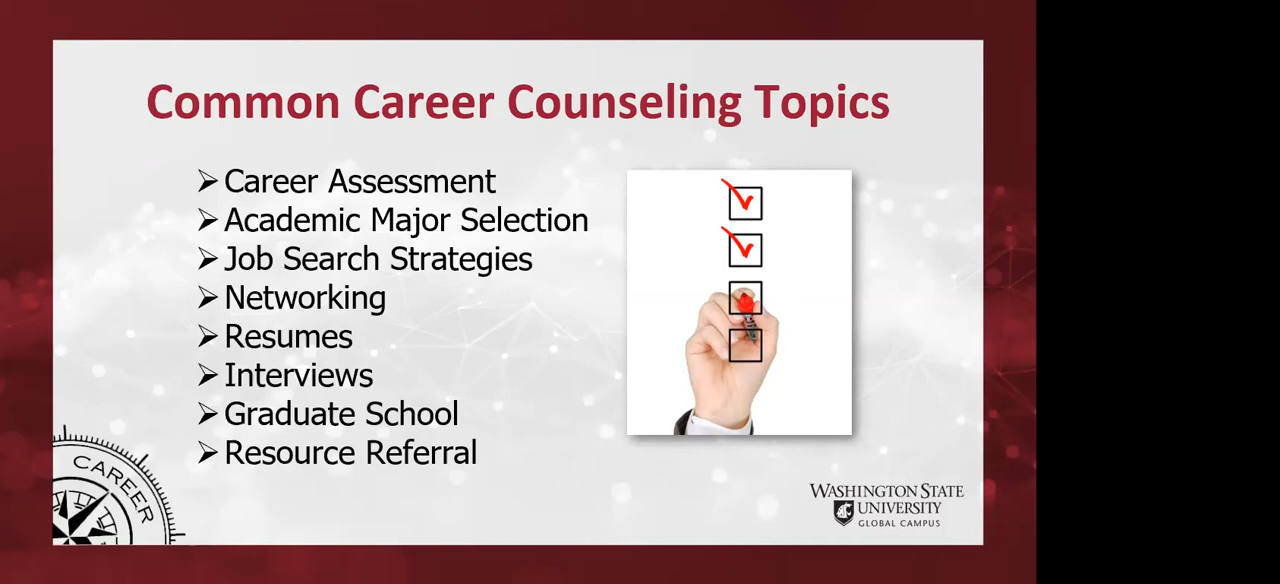 Common Career Counseling Topics
Career Assessment
Academic Major Selection
Job Search Strategies
Networking
Resumes
Interviews
Graduate School
Resource Referral
CAREER
WASHINGTON STATE
UNIVERSITY
GLOBAL CAMPUS